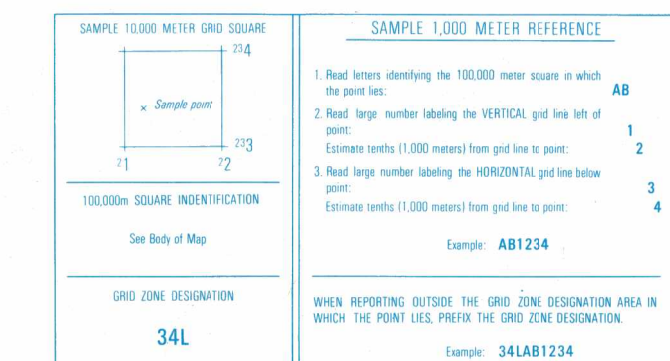 SAMPLE 10,000 METER GRID SQUARE
234
× Sample point
233
21
22
100,000m SQUARE INDENTIFICATION
See Body of Map
GRID ZONE DESIGNATION
34L
SAMPLE 1,000 METER REFERENCE
1. Read letters identifying the 100,000 meter square in which
the point lies: AB
2. Read large number labeling the VERTICAL grid line left of
point: 1
Estimate tenths (1,000 meters) from grid line to point: 2
3. Read large number labeling the HORIZONTAL grid line below
point: 3
Estimate tenths (1,000 meters) from grid line to point: 4
Example: AB1234
WHEN REPORTING OUTSIDE THE GRID ZONE DESIGNATION AREA IN
WHICH THE POINT LIES, PREFIX THE GRID ZONE DESIGNATION.
Example: 34LAB1234